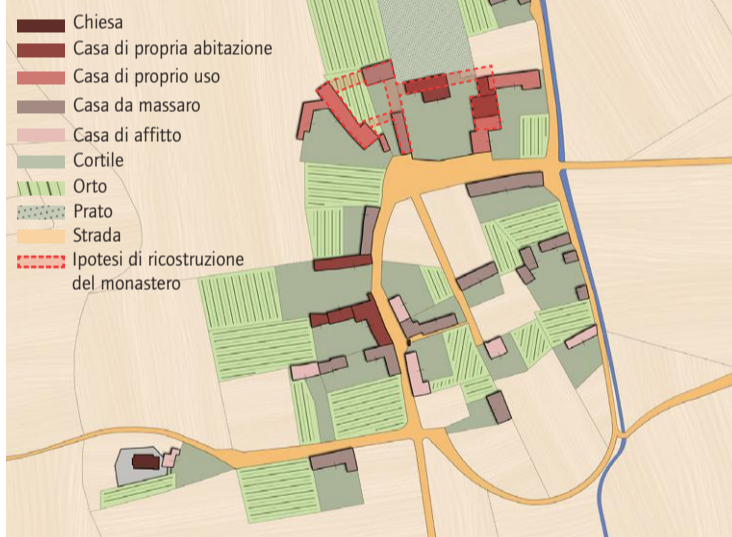 Chiesa
Casa di propria abitazione
Casa di proprio uso
Casa da massaro
Casa di affitto
Cortile
Orto
Prato
Strada
Ipotesi di ricostruzione
del monastero